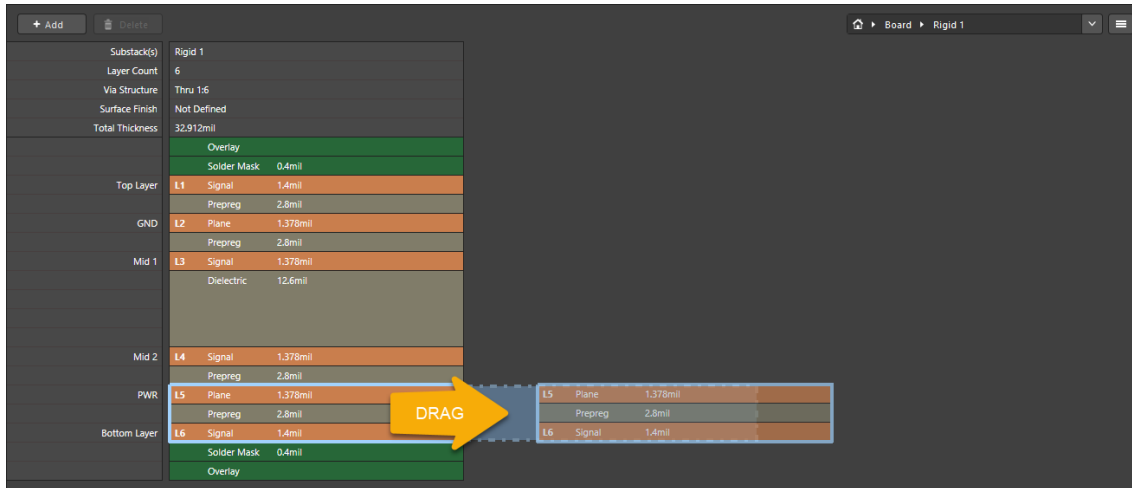 + Add Delete Board Rigid 1
Substack(s) Rigid 1
Layer Count 6
Via Structure Thru 1:6
Surface Finish Not Defined
Total Thickness 32.912mil
Overlay
Solder Mask 0.4mil
Top Layer L1 Signal 1.4mil
Prepreg 2.8mil
GND L2 Plane 1.378mil
Prepreg 2.8mil
Mid 1 L3 Signal 1.378mil
Dielectric 12.6mil
Mid 2 L4 Signal 1.378mil
Prepreg 2.8mil
PWR L5 Plane 1.378mil L5 Plane 1.378mil
Prepreg 2.8mil DRAG Prepreg 2.8mil
Bottom Layer L6 Signal 1.4mil L6 Signal 1.4mil
Solder Mask 0.4mil
Overlay